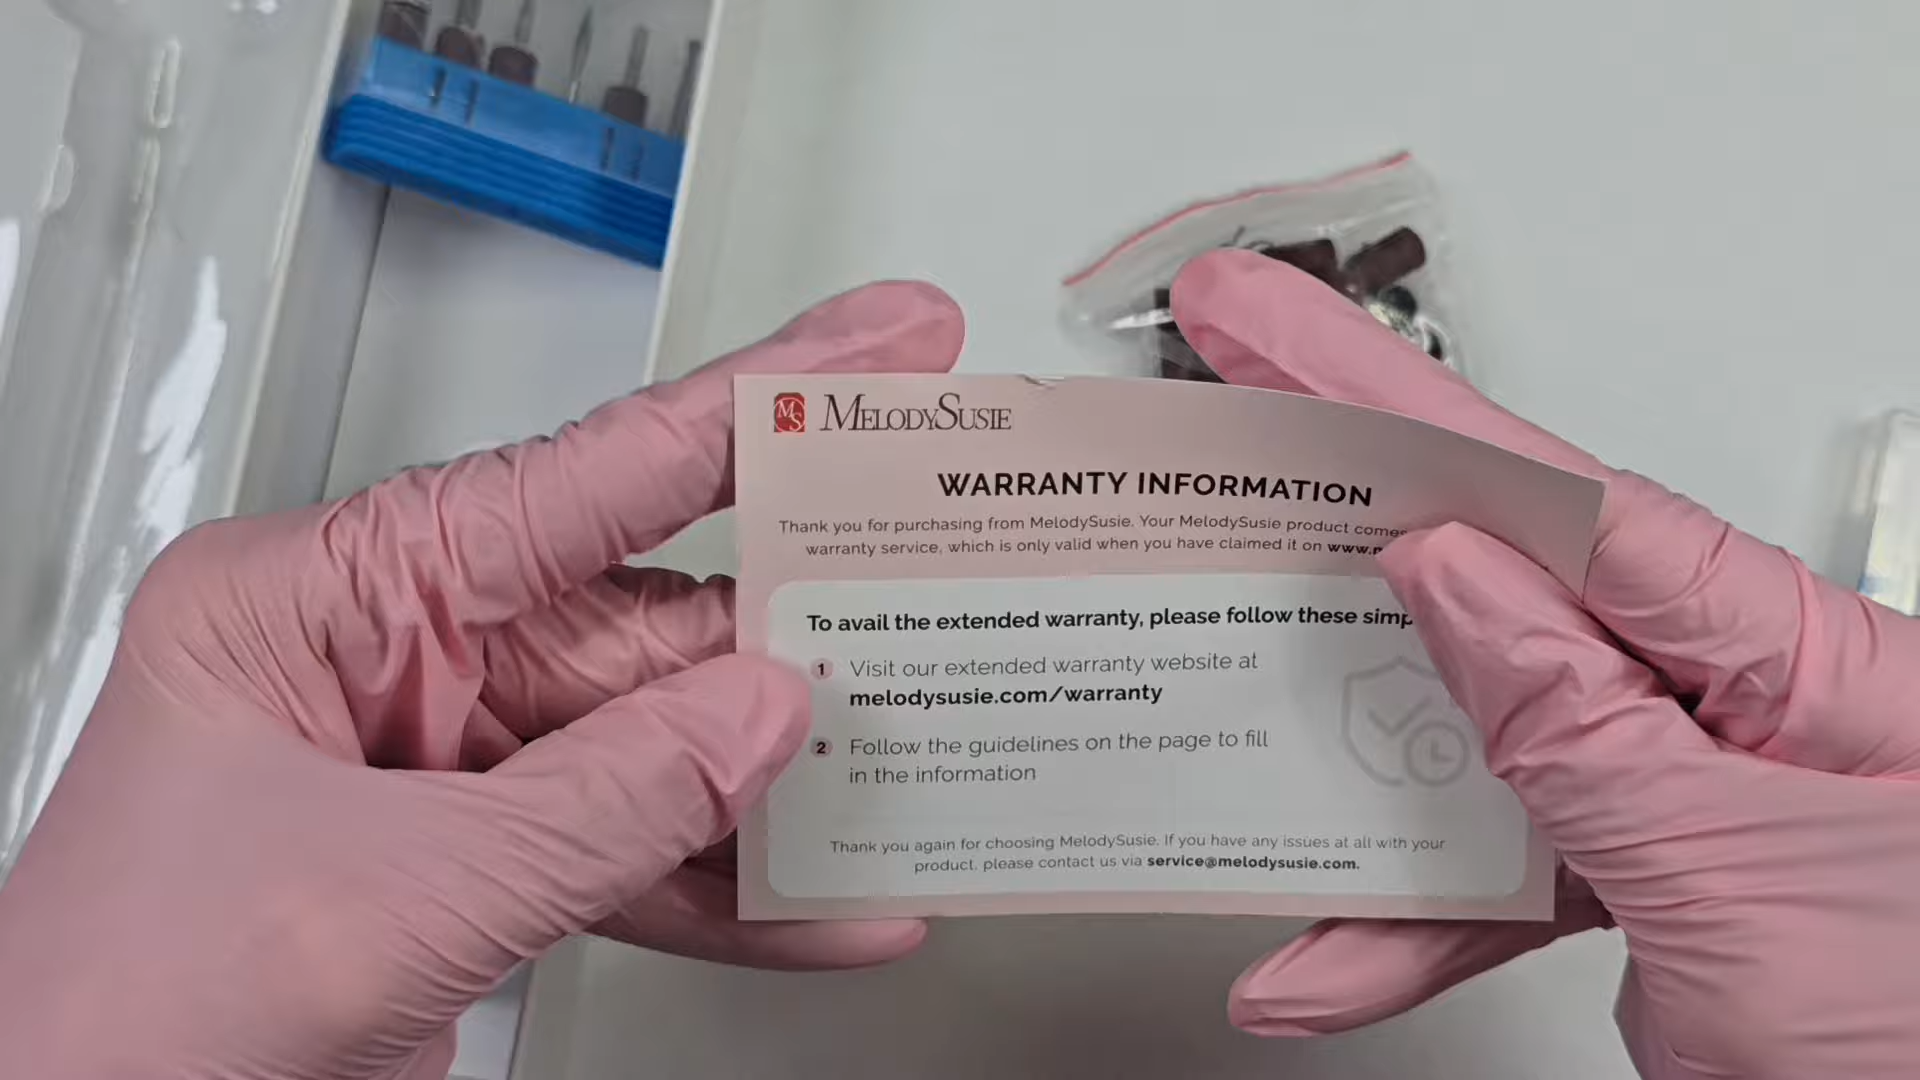 MS MELODYSUSIE
WARRANTY INFORMATION
Thank you for purchasing from MelodySusie. Your MelodySusie product comes
warranty service, which is only valid when you have claimed it on www.
To avail the extended warranty, please follow these
1 Visit our extended warranty website at
melodysusie.com/warranty
2 Follow the guidelines on the page to fill
in the information
Thank you again for choosing MelodySusie. If you have any issues at all with your
product, please contact us via service@melodysusie.com.